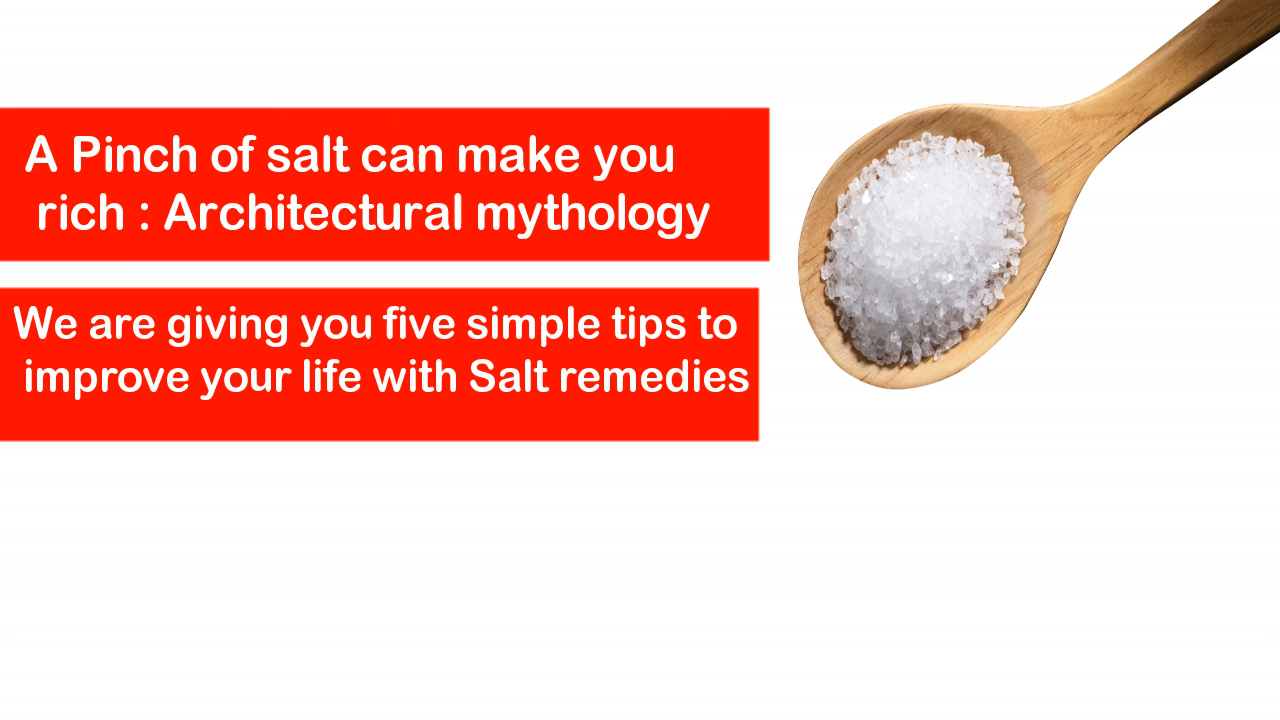 A Pinch of salt can make you
rich : Architectural mythology
We are giving you five simple tips to
improve your life with Salt remedies